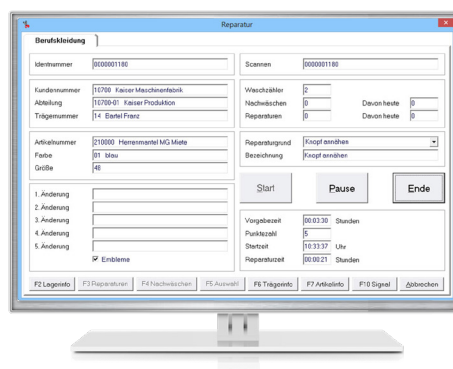 Reparatur
Berufskleidung
Identnummer 0000001180
Scannen 0000001180
Kundennummer 10700 Kaiser Maschinenfabrik
Abteilung 10700-01 Kaiser Produktion
Trägernummer 14 Bartel Franz
Waschzähler 2
Nachwäschen 0 Davon heute 0
Reparaturen 0 Davon heute 0
Artikelnummer 210000 Herrenmantel MG Miete
Farbe 01 blau
Größe 48
Reparaturgrund Knopf annähen
Bezeichnung Knopf annähen
Start Pause Ende
1. Änderung
2. Änderung
3. Änderung
4. Änderung
5. Änderung
Embleme
Vorgabezeit 00:03:30 Stunden
Punktezahl 5
Startzeit 10:33:37 Uhr
Reparaturzeit 00:00:21 Stunden
F2 Lagerinfo F3 Reparaturen F4 Nachwäschen F5 Auswahl F6 Trägerinfo F7 Artikelinfo F10 Signal Abbrechen